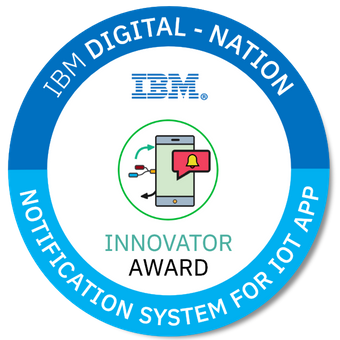 IBM DIGITAL - NATION
IBM®
INNOVATOR
AWARD
NOTIFICATION SYSTEM FOR IOT APP